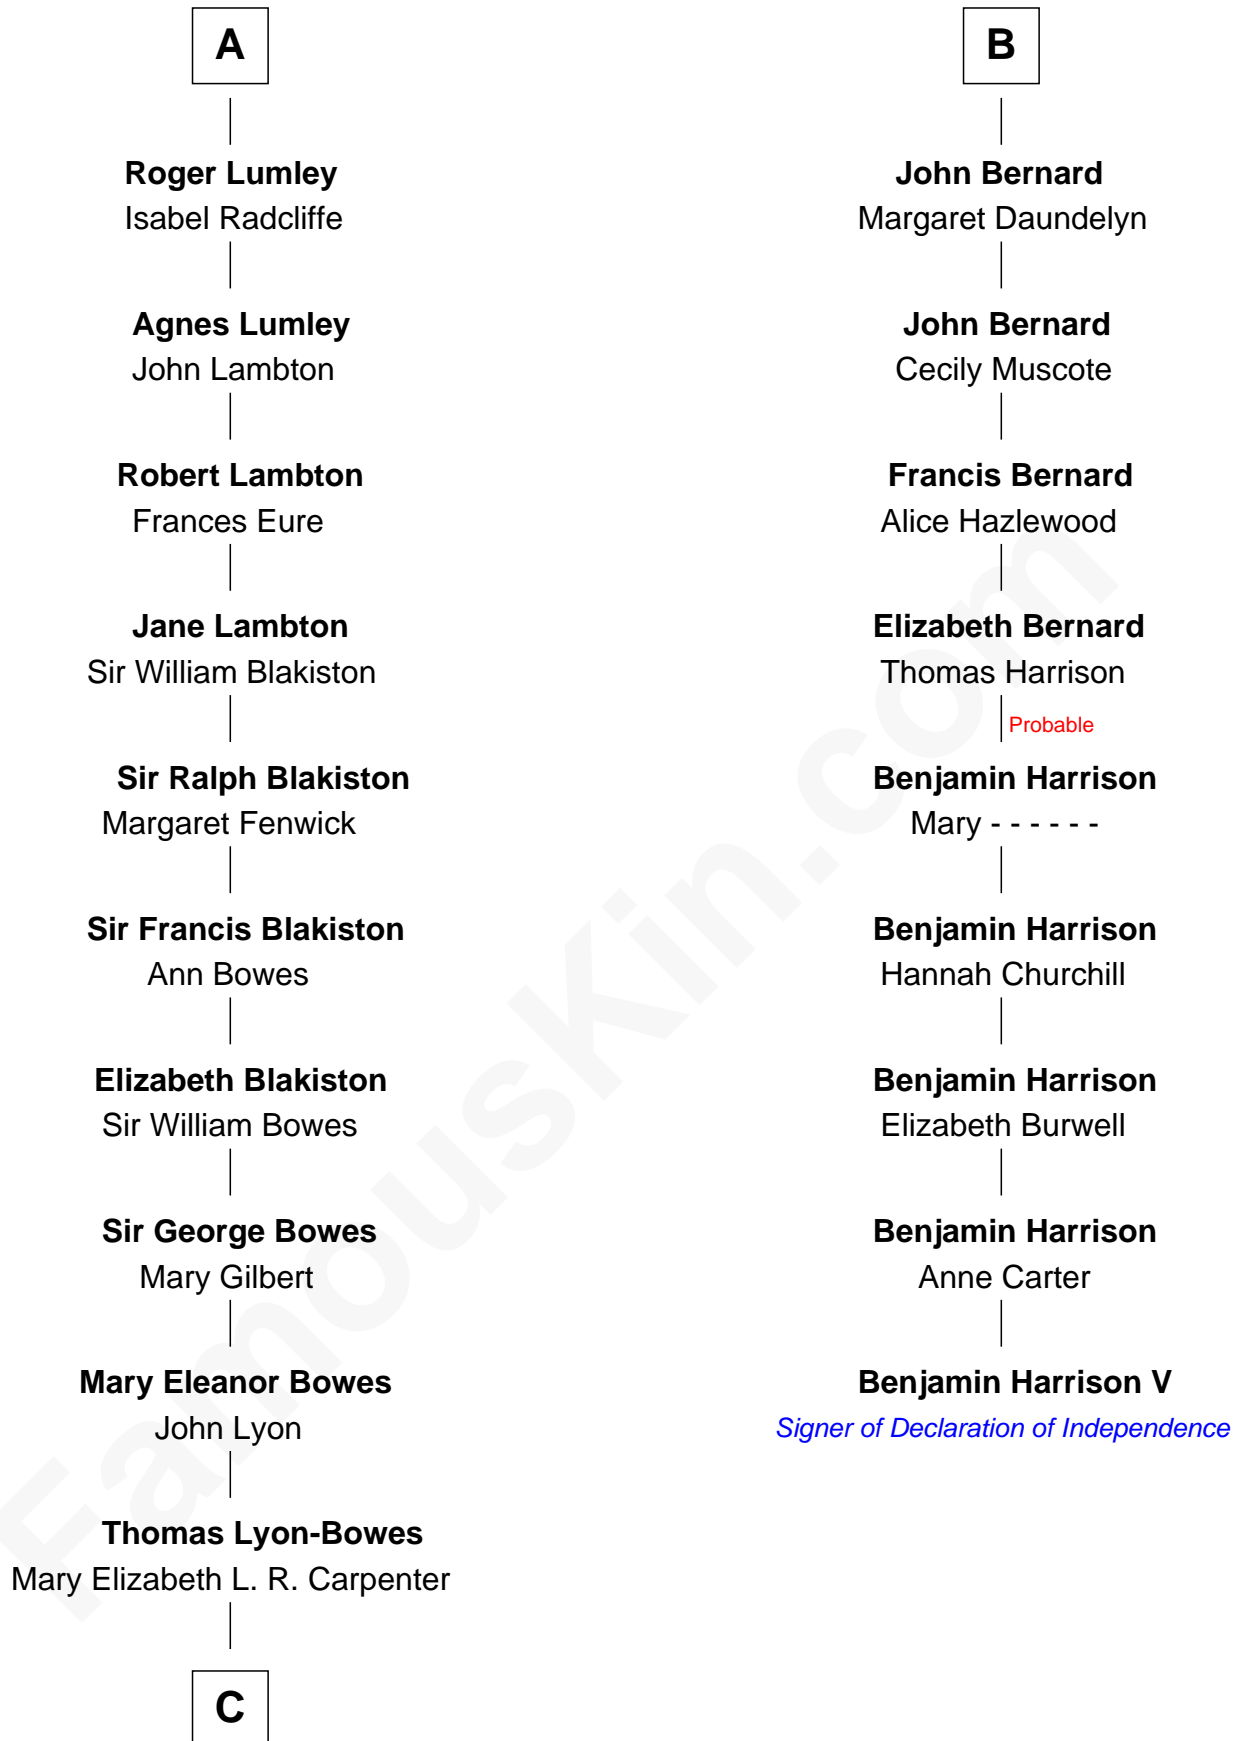 A
Roger Lumley
Isabel Radcliffe
Agnes Lumley
John Lambton
Robert Lambton
Frances Eure
Jane Lambton
Sir William Blakiston
Sir Ralph Blakiston
Margaret Fenwick
Sir Francis Blakiston
Ann Bowes
Elizabeth Blakiston
Sir William Bowes
Sir George Bowes
Mary Gilbert
Mary Eleanor Bowes
John Lyon
Thomas Lyon-Bowes
Mary Elizabeth L. R. Carpenter
C
B
John Bernard
Margaret Daundelyn
John Bernard
Cecily Muscote
Francis Bernard
Alice Hazlewood
Elizabeth Bernard
Thomas Harrison
Probable
Benjamin Harrison
Mary - - - - - -
Benjamin Harrison
Hannah Churchill
Benjamin Harrison
Elizabeth Burwell
Benjamin Harrison
Anne Carter
Benjamin Harrison V
Signer of Declaration of Independence
FamousKin.com